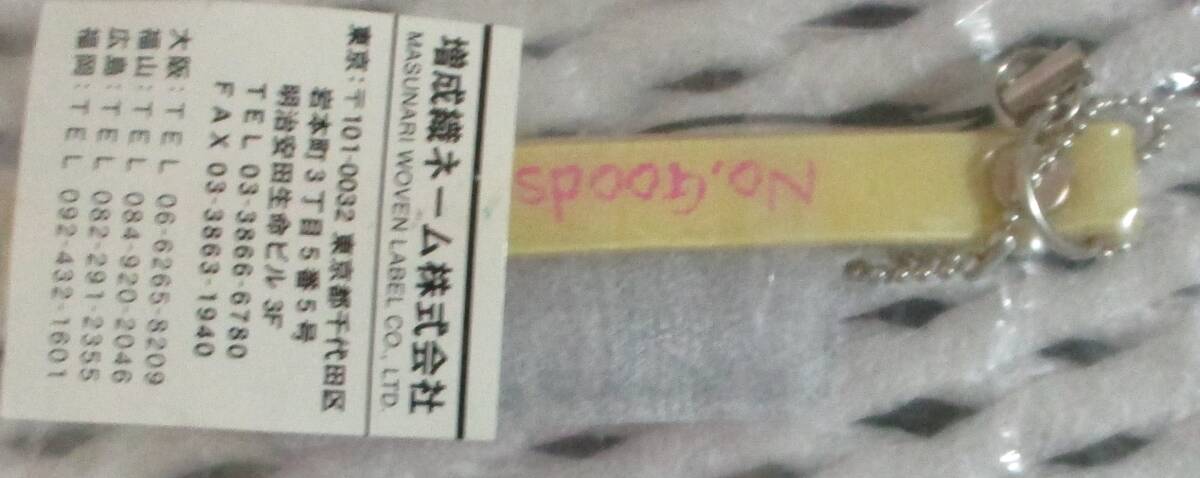 増成織ネーム株式会社
MASUNARI WOVEN LABEL CO., LTD.
東京:〒101-0032 東京都千代田区
岩本町3丁目5番5号
明治安田生命ビル 3F
TEL 03-3866-6780
FAX 03-3863-1940
大阪:TEL 06-6265-8209
福山:TEL 084-920-2046
広島:TEL 082-291-2355
福岡:TEL 092-432-1601
No, Goods